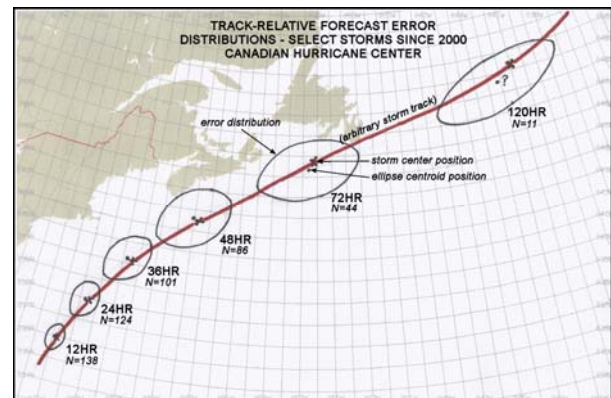 TRACK-RELATIVE FORECAST ERROR
DISTRIBUTIONS - SELECT STORMS SINCE 2000
CANADIAN HURRICANE CENTER
error distribution
(arbitrary storm track)
?
120HR
N=11
storm center position
ellipse centroid position
72HR
N=44
48HR
N=86
36HR
N=101
24HR
N=124
12HR
N=138